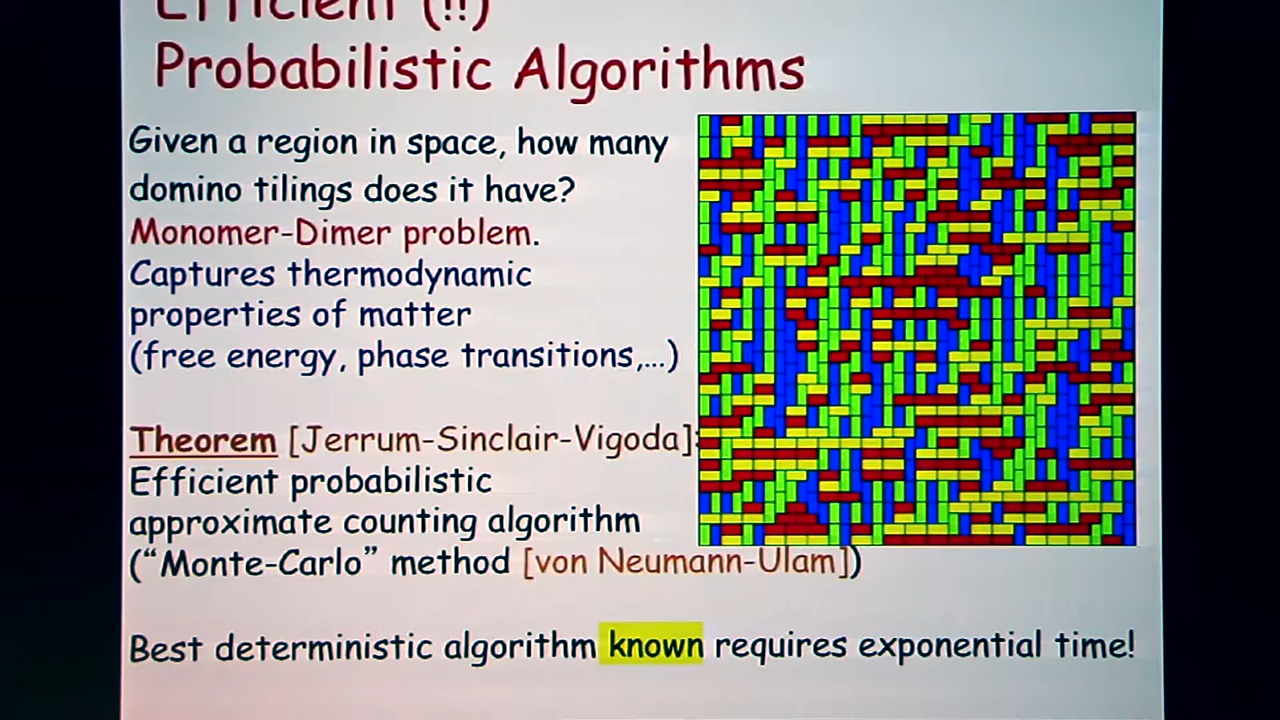 Efficient (!!)
Probabilistic Algorithms
Given a region in space, how many
domino tilings does it have?
Monomer-Dimer problem.
Captures thermodynamic
properties of matter
(free energy, phase transitions,...)
Theorem [Jerrum-Sinclair-Vigoda]:
Efficient probabilistic
approximate counting algorithm
(“Monte-Carlo” method [von Neumann-Ulam])
Best deterministic algorithm known requires exponential time!